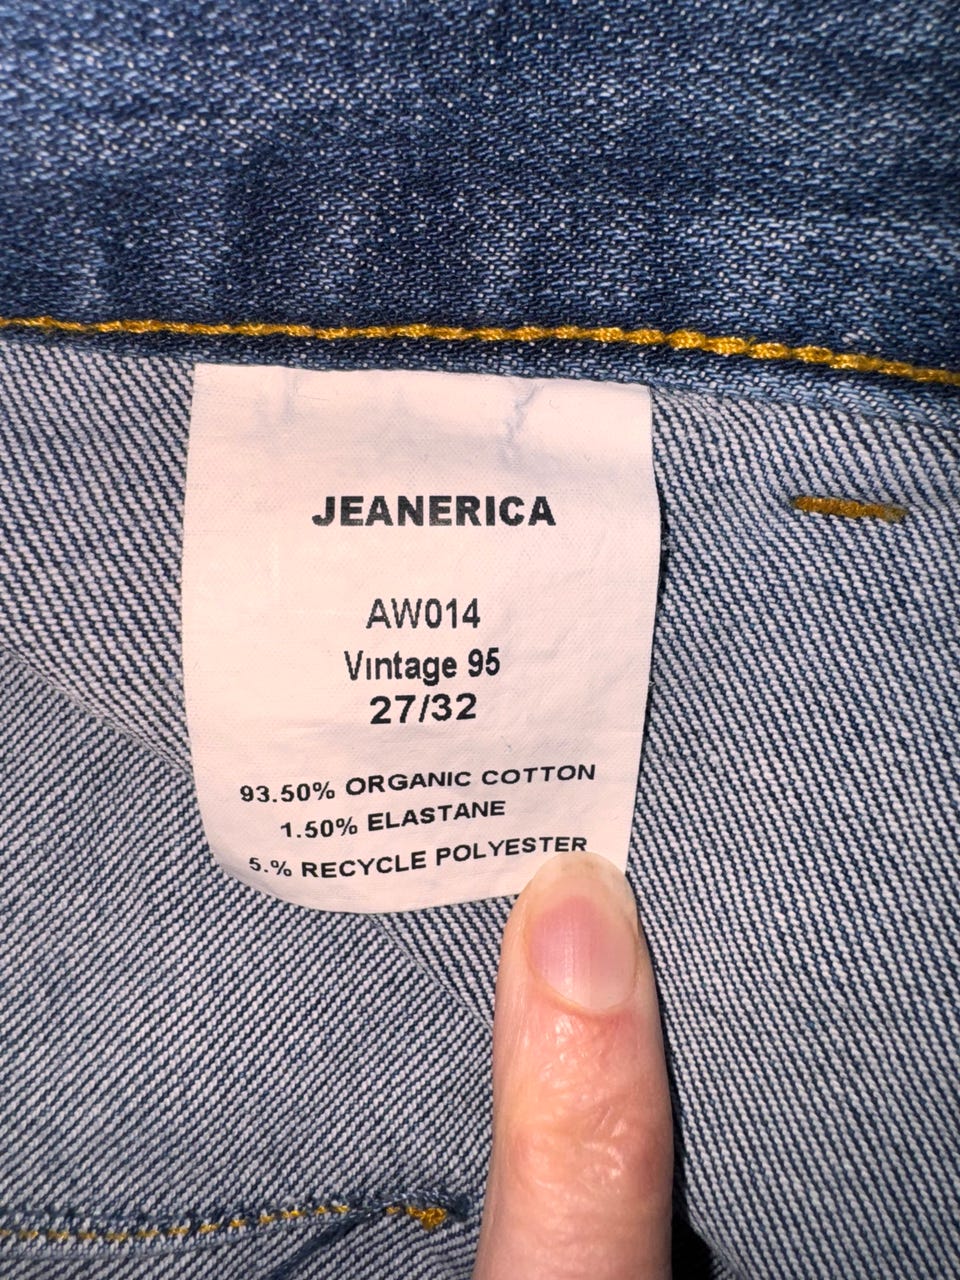 JEANERICA
AW014
Vintage 95
27/32
93.50% ORGANIC COTTON
1.50% ELASTANE
5.% RECYCLE POLYESTER